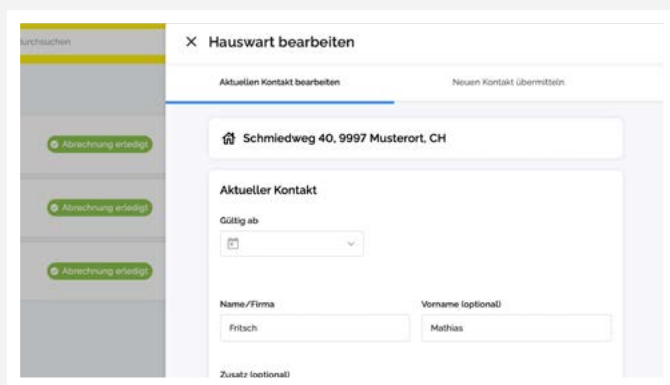 durchsuchen
Hauswart bearbeiten
Aktuellen Kontakt bearbeiten
Neuen Kontakt übermitteln
Abrechnung erledigt
Schmiedweg 40, 9997 Musterort, CH
Aktueller Kontakt
Abrechnung erledigt
Gültig ab
Abrechnung erledigt
Name/Firma
Vorname (optional)
Fritsch
Mathias
Zusatz (optional)